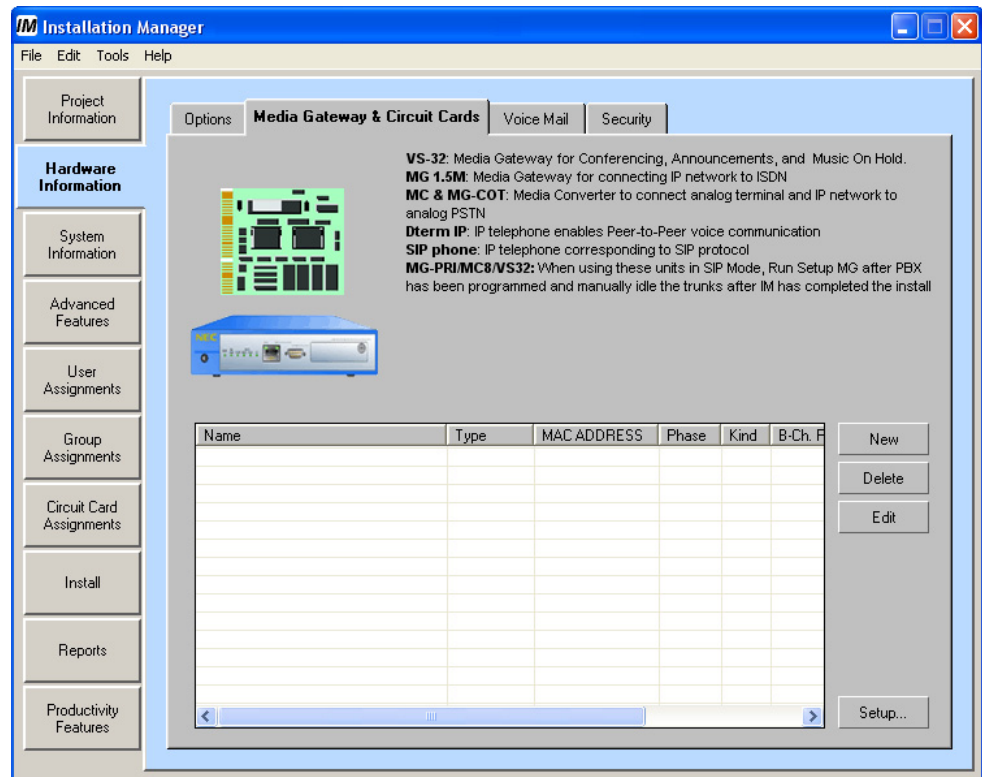 IM Installation Manager
File Edit Tools Help
Project
Information
Hardware
Information
System
Information
Advanced
Features
User
Assignments
Group
Assignments
Circuit Card
Assignments
Install
Reports
Productivity
Features
Options Media Gateway & Circuit Cards Voice Mail Security
VS-32: Media Gateway for Conferencing, Announcements, and Music On Hold.
MG 1.5M: Media Gateway for connecting IP network to ISDN
MC & MG-COT: Media Converter to connect analog terminal and IP network to
analog PSTN
Dterm IP: IP telephone enables Peer-to-Peer voice communication
SIP phone: IP telephone corresponding to SIP protocol
MG-PRI/MC8/VS32: When using these units in SIP Mode, Run Setup MG after PBX
has been programmed and manually idle the trunks after IM has completed the install
NEC
Name Type MAC ADDRESS Phase Kind B-Ch. F
New
Delete
Edit
Setup...